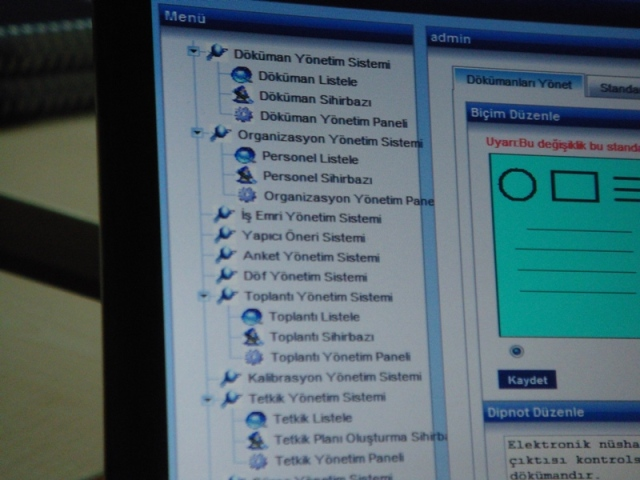 Menü
Döküman Yönetim Sistemi
Döküman Listele
Döküman Sihirbazı
Döküman Yönetim Paneli
Organizasyon Yönetim Sistemi
Personel Listele
Personel Sihirbazı
Organizasyon Yönetim Pane
İş Emri Yönetim Sistemi
Yapıcı Öneri Sistemi
Anket Yönetim Sistemi
Döf Yönetim Sistemi
Toplantı Yönetim Sistemi
Toplantı Listele
Toplantı Sihirbazı
Toplantı Yönetim Paneli
Kalibrasyon Yönetim Sistemi
Tetkik Yönetim Sistemi
Tetkik Listele
Tetkik Planı Oluşturma Sihirb
Tetkik Yönetim Paneli
admin
Dökümanları Yönet
Standa
Biçim Düzenle
Uyarı:Bu değişiklik bu standa
Kaydet
Dipnot Düzenle
Elektronik nüsha
çıktısı kontrols
dökümandır.